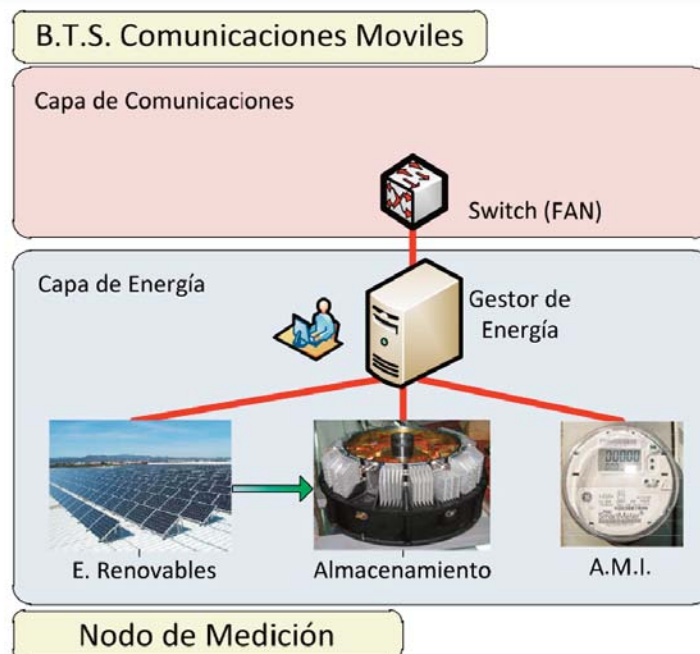 B.T.S. Comunicaciones Moviles
Capa de Comunicaciones
Switch (FAN)
Capa de Energía
Gestor de
Energía
E. Renovables
Almacenamiento
A.M.I.
Nodo de Medición